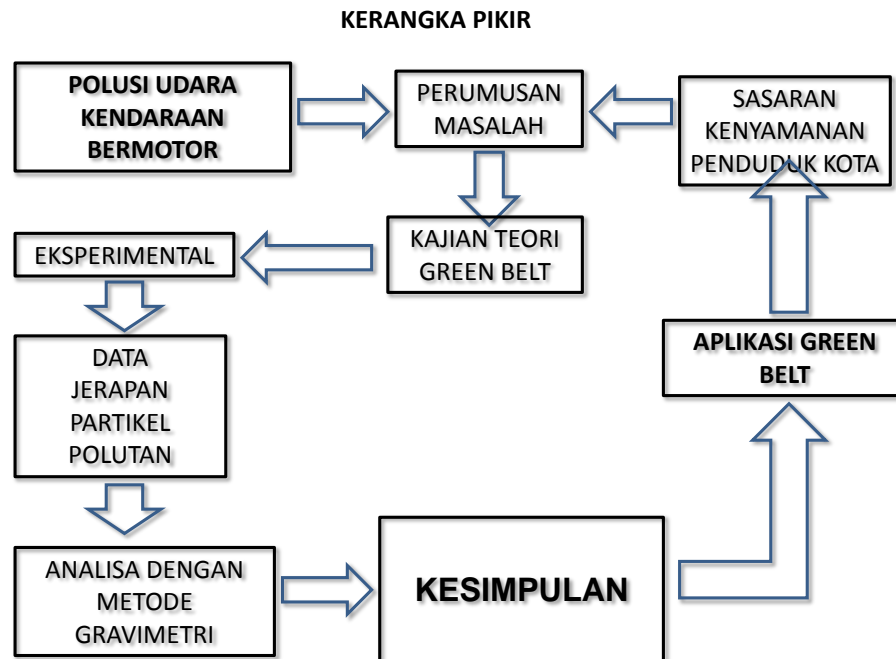 KERANGKA PIKIR
POLUSI UDARA
KENDARAAN
BERMOTOR
PERUMUSAN
MASALAH
SASARAN
KENYAMANAN
PENDUDUK KOTA
KAJIAN TEORI
GREEN BELT
EKSPERIMENTAL
DATA
JERAPAN
PARTIKEL
POLUTAN
APLIKASI GREEN
BELT
ANALISA DENGAN
METODE
GRAVIMETRI
KESIMPULAN